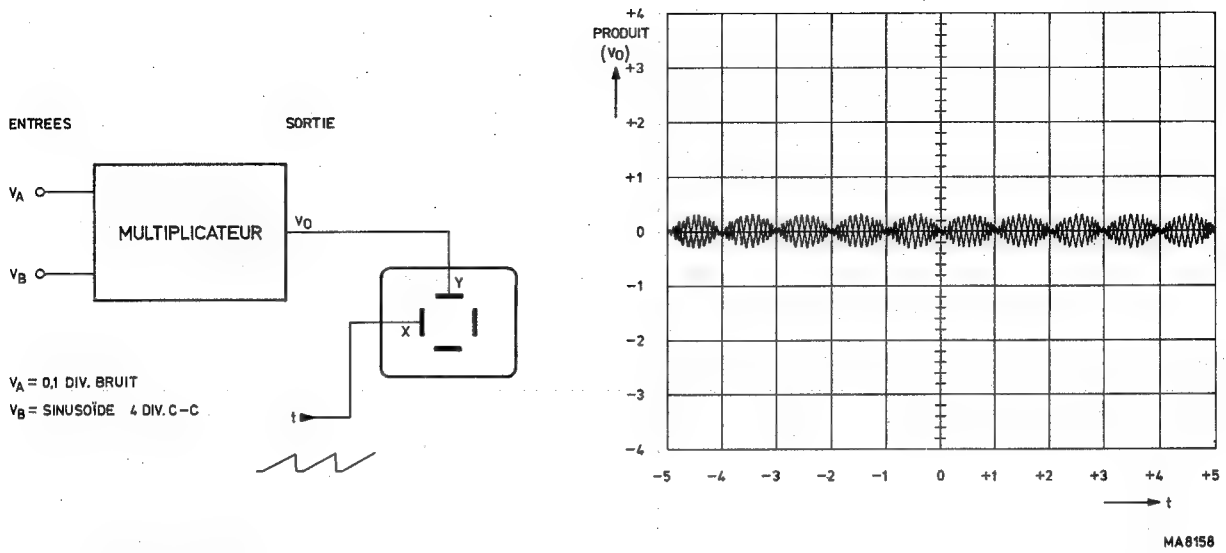 ENTREES
SORTIE
VA
VB
MULTIPLICATEUR
VO
Y
X
t
VA = 0,1 DIV. BRUIT
VB = SINUSOÏDE 4 DIV. C-C
PRODUIT
(VO)
+4
+3
+2
+1
0
-1
-2
-3
-4
-5 -4 -3 -2 -1 0 +1 +2 +3 +4 +5
t
MA8158